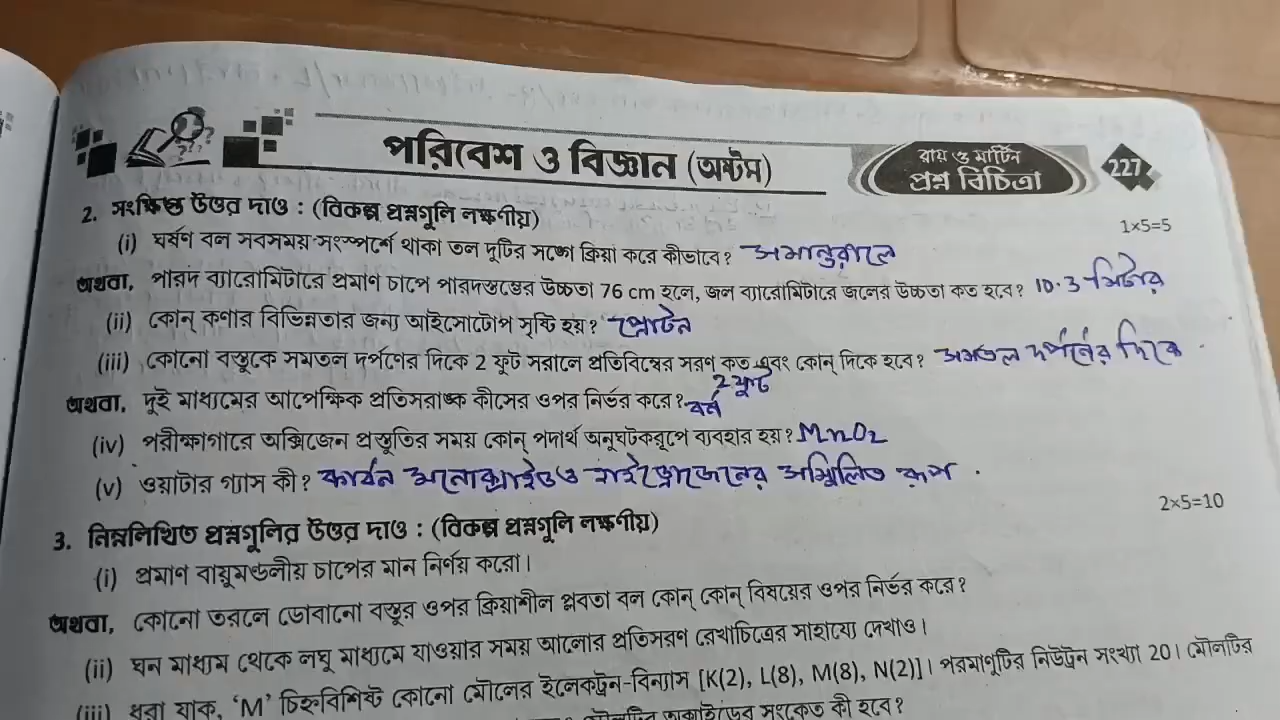 পরিবেশ ও বিজ্ঞান (অষ্টম)
রায় ও মার্টিন
প্রশ্ন বিচিত্রা
227
2. সংক্ষিপ্ত উত্তর দাও : (বিকল্প প্রশ্নগুলি লক্ষণীয়) 1×5=5
(i) ঘর্ষণ বল সবসময় সংস্পর্শে থাকা তল দুটির সঙ্গে ক্রিয়া করে কীভাবে? সমান্তরালে
অথবা, পারদ ব্যারোমিটারে প্রমাণ চাপে পারদস্তম্ভের উচ্চতা 76 cm হলে, জল ব্যারোমিটারে জলের উচ্চতা কত হবে? 10.3 মিটার
(ii) কোন্ কণার বিভিন্নতার জন্য আইসোটোপ সৃষ্টি হয়?
(iii) কোনো বস্তুকে সমতল দর্পণের দিকে 2 ফুট সরালে প্রতিবিম্বের সরণ কত এবং কোন্ দিকে হবে? সমতল দর্পনের দিকে
2 ফুট
অথবা, দুই মাধ্যমের আপেক্ষিক প্রতিসরাঙ্ক কীসের ওপর নির্ভর করে? বর্ন
(iv) পরীক্ষাগারে অক্সিজেন প্রস্তুতির সময় কোন্ পদার্থ অনুঘটকরূপে ব্যবহার হয়? MnO2
(v) ওয়াটার গ্যাস কী? কার্বন মনোক্সাইড ও হাইড্রোজেনের সম্মিলিত রূপ
3. নিম্নলিখিত প্রশ্নগুলির উত্তর দাও : (বিকল্প প্রশ্নগুলি লক্ষণীয়) 2×5=10
(i) প্রমাণ বায়ুমণ্ডলীয় চাপের মান নির্ণয় করো।
অথবা, কোনো তরলে ডোবানো বস্তুর ওপর ক্রিয়াশীল প্লবতা বল কোন্ কোন্ বিষয়ের ওপর নির্ভর করে?
(ii) ঘন মাধ্যম থেকে লঘু মাধ্যমে যাওয়ার সময় আলোর প্রতিসরণ রেখাচিত্রের সাহায্যে দেখাও।
(iii) ধরা যাক, ‘M’ চিহ্নবিশিষ্ট কোনো মৌলের ইলেকট্রন-বিন্যাস [K(2), L(8), M(8), N(2)]। পরমাণুটির নিউট্রন সংখ্যা 20। মৌলটির
মৌলটির অক্সাইডের সংকেত কী হবে?